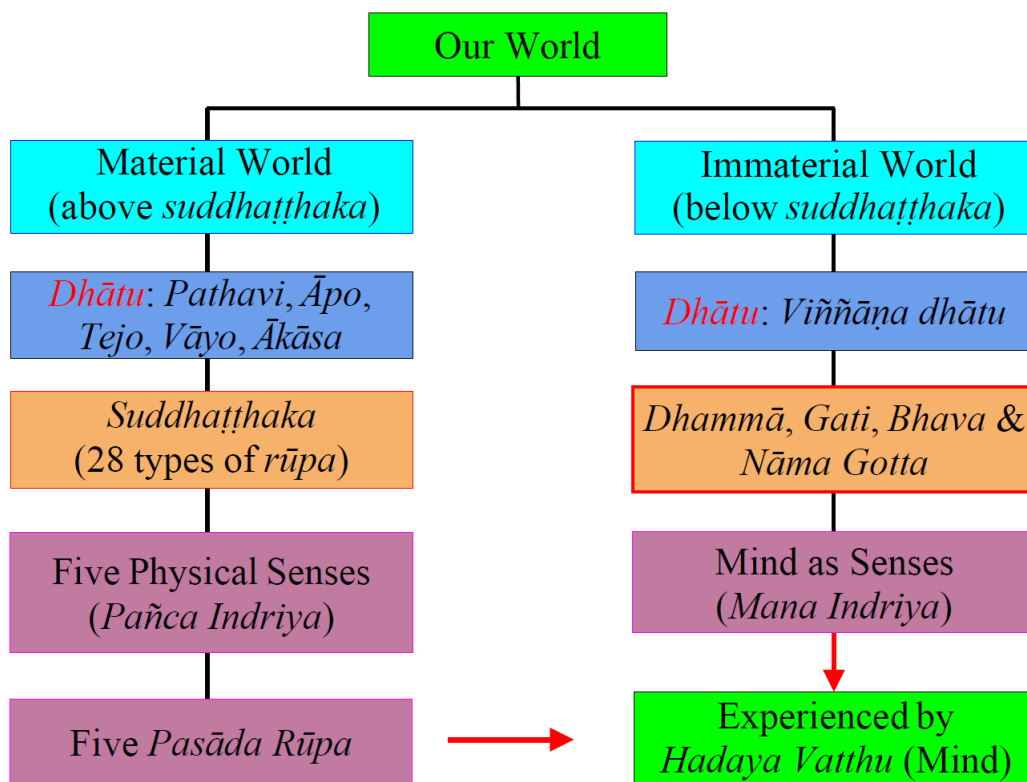 Our World
Material World
(above suddhaṭṭhaka)
Dhātu: Pathavi, Āpo,
Tejo, Vāyo, Ākāsa
Suddhaṭṭhaka
(28 types of rūpa)
Five Physical Senses
(Pañca Indriya)
Five Pasāda Rūpa
Immaterial World
(below suddhaṭṭhaka)
Dhātu: Viññāṇa dhātu
Dhammā, Gati, Bhava &
Nāma Gotta
Mind as Senses
(Mana Indriya)
Experienced by
Hadaya Vatthu (Mind)